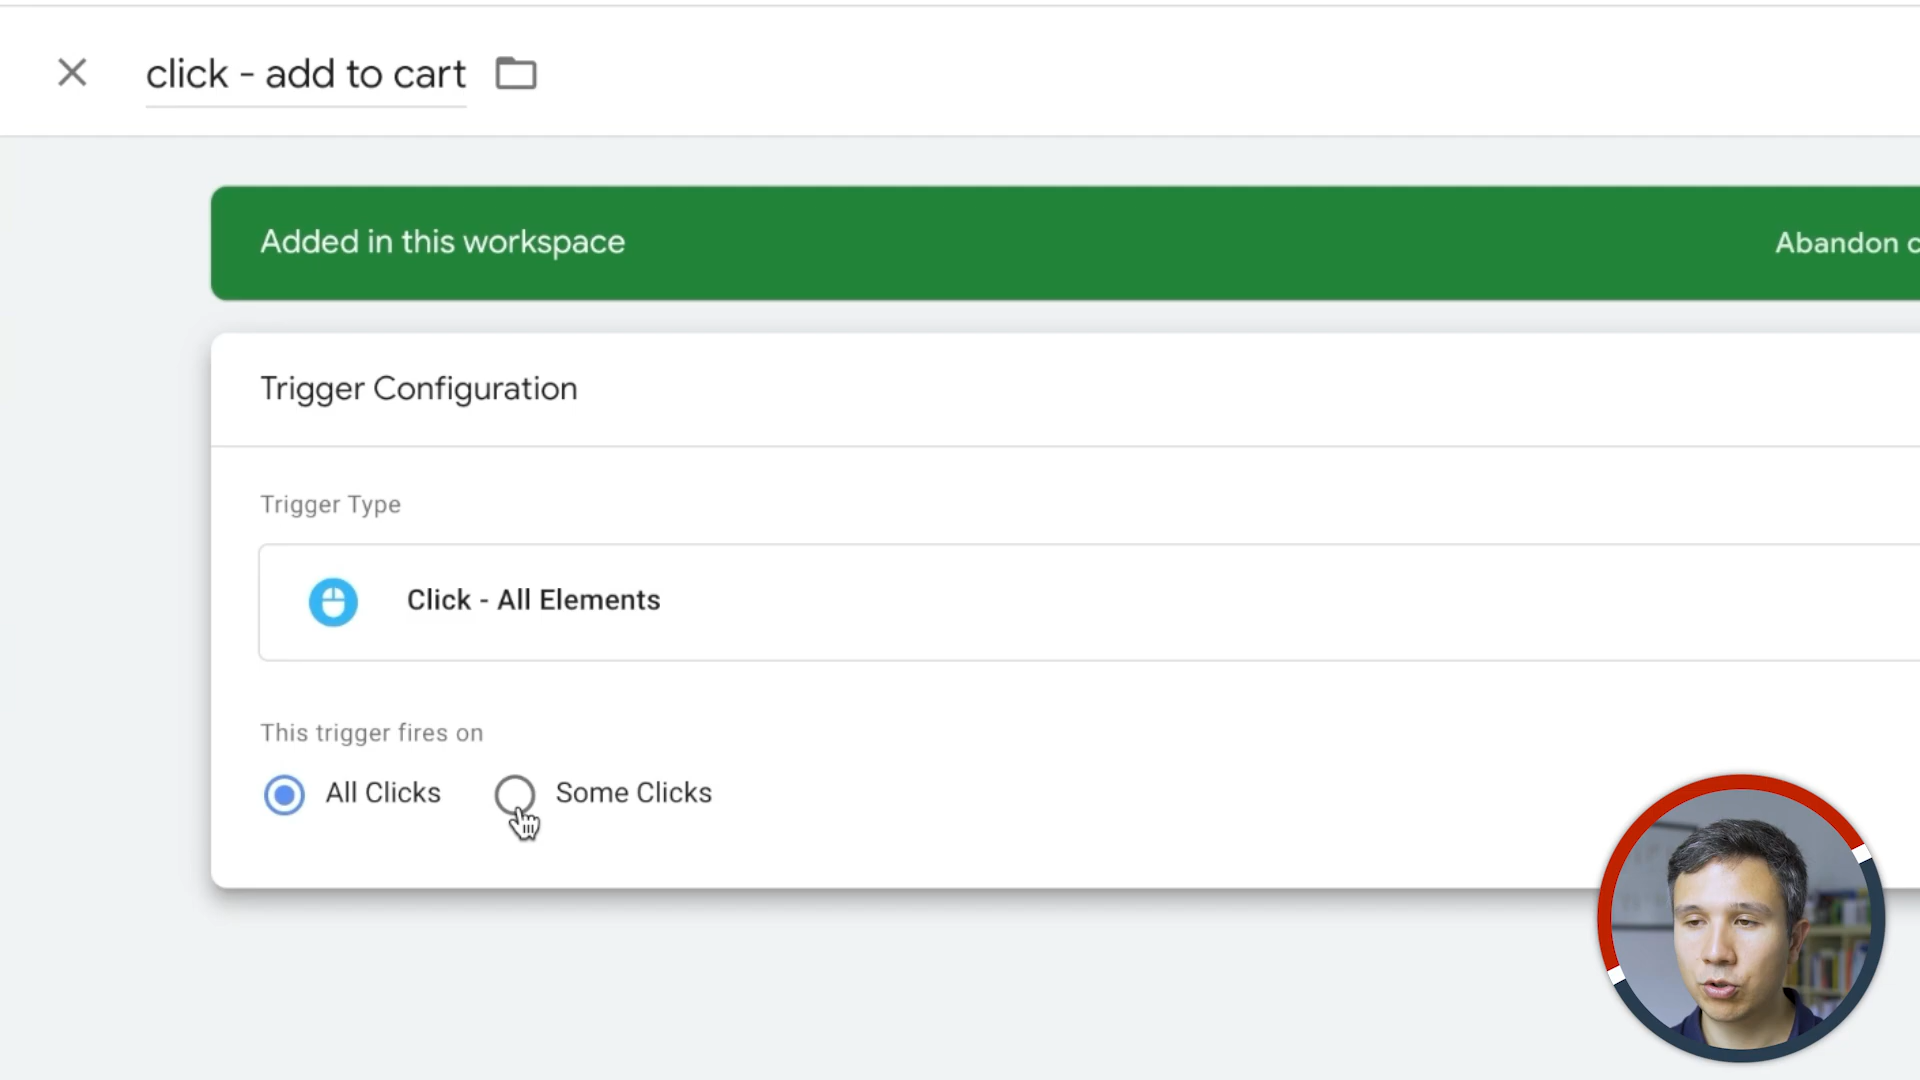 click - add to cart
Added in this workspace
Abandon
Trigger Configuration
Trigger Type
Click - All Elements
This trigger fires on
All Clicks
Some Clicks